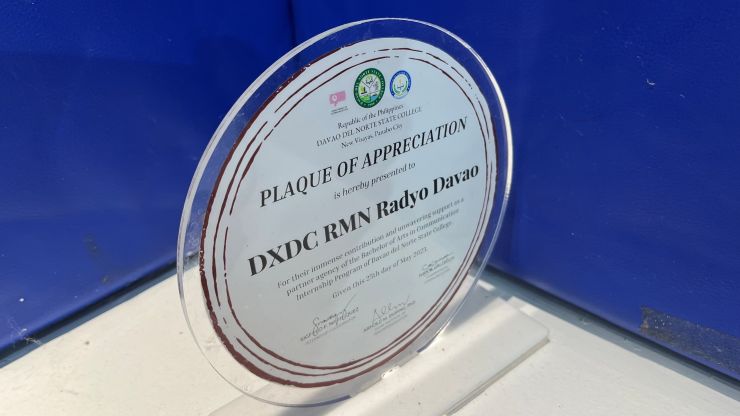 Republic of the Philippines
DAVAO DEL NORTE STATE COLLEGE
New Visayas, Panabo City
PLAQUE OF APPRECIATION
is hereby presented to
DXDC RMN Radyo Davao
For their immense contribution and unwavering support as a
partner agency of the Bachelor of Arts in Communication
Internship Program of Davao del Norte State College.
Given this 25th day of May 2023.